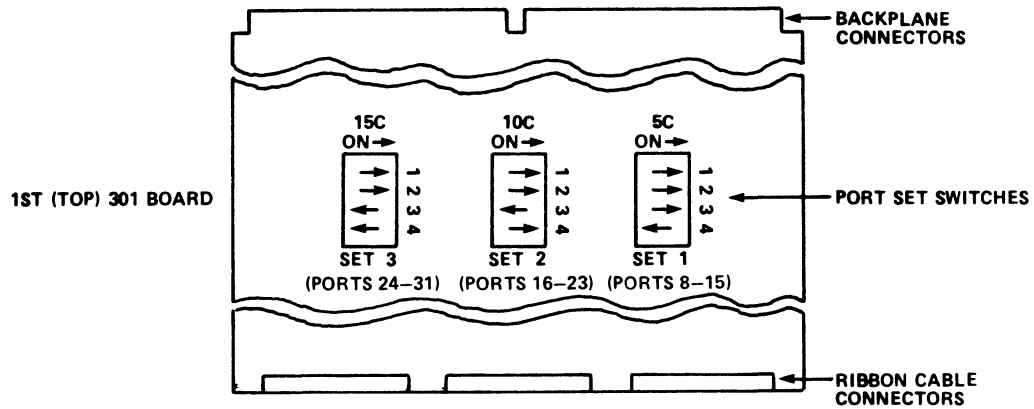 BACKPLANE
CONNECTORS
15C 10C 5C
ON→ ON→ ON→
1 1 1
2 2 2
3 3 3
4 4 4
1ST (TOP) 301 BOARD
PORT SET SWITCHES
SET 3 SET 2 SET 1
(PORTS 24–31) (PORTS 16–23) (PORTS 8–15)
RIBBON CABLE
CONNECTORS